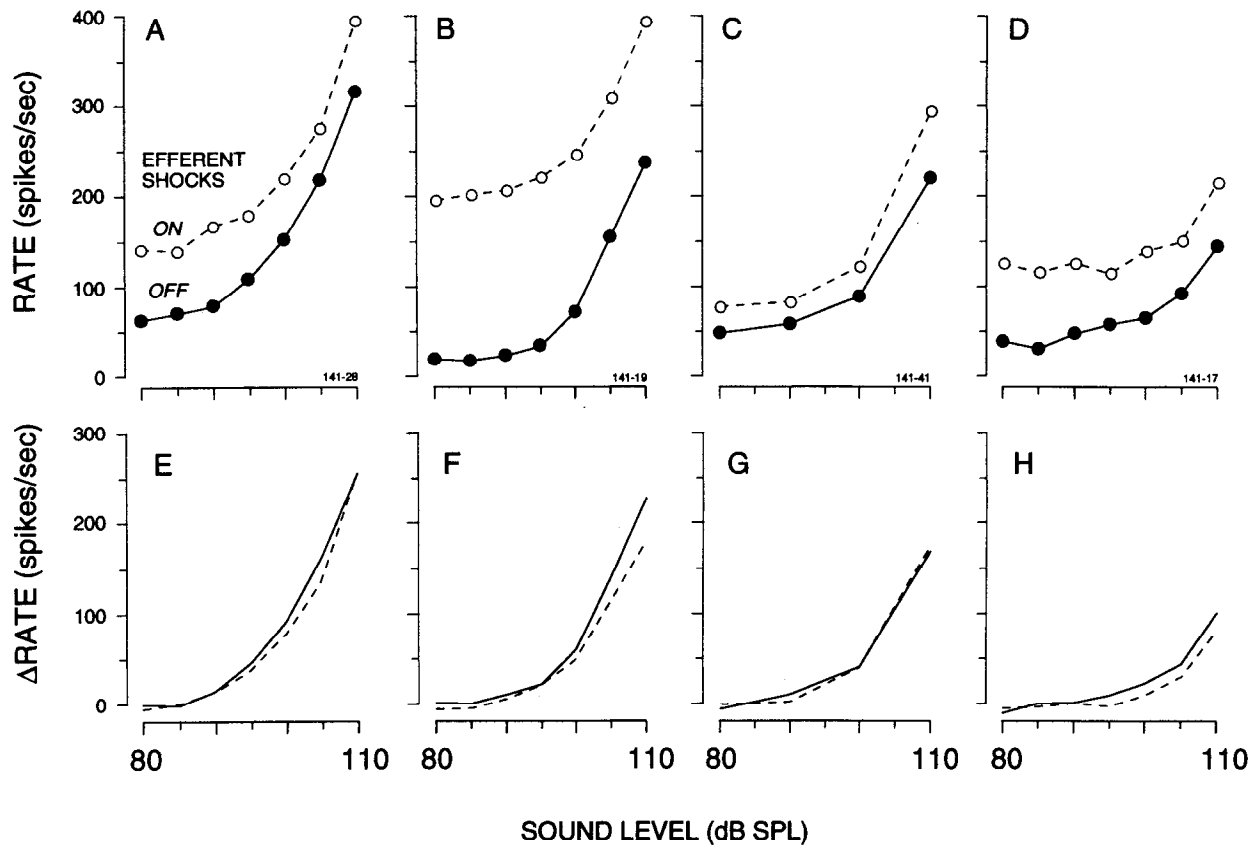 A B C D
400
300
200
100
0
RATE (spikes/sec)
EFFERENT
SHOCKS
ON
OFF
141-28 141-19 141-41 141-17
E F G H
300
200
100
0
ΔRATE (spikes/sec)
80 110 80 110 80 110 80 110
SOUND LEVEL (dB SPL)